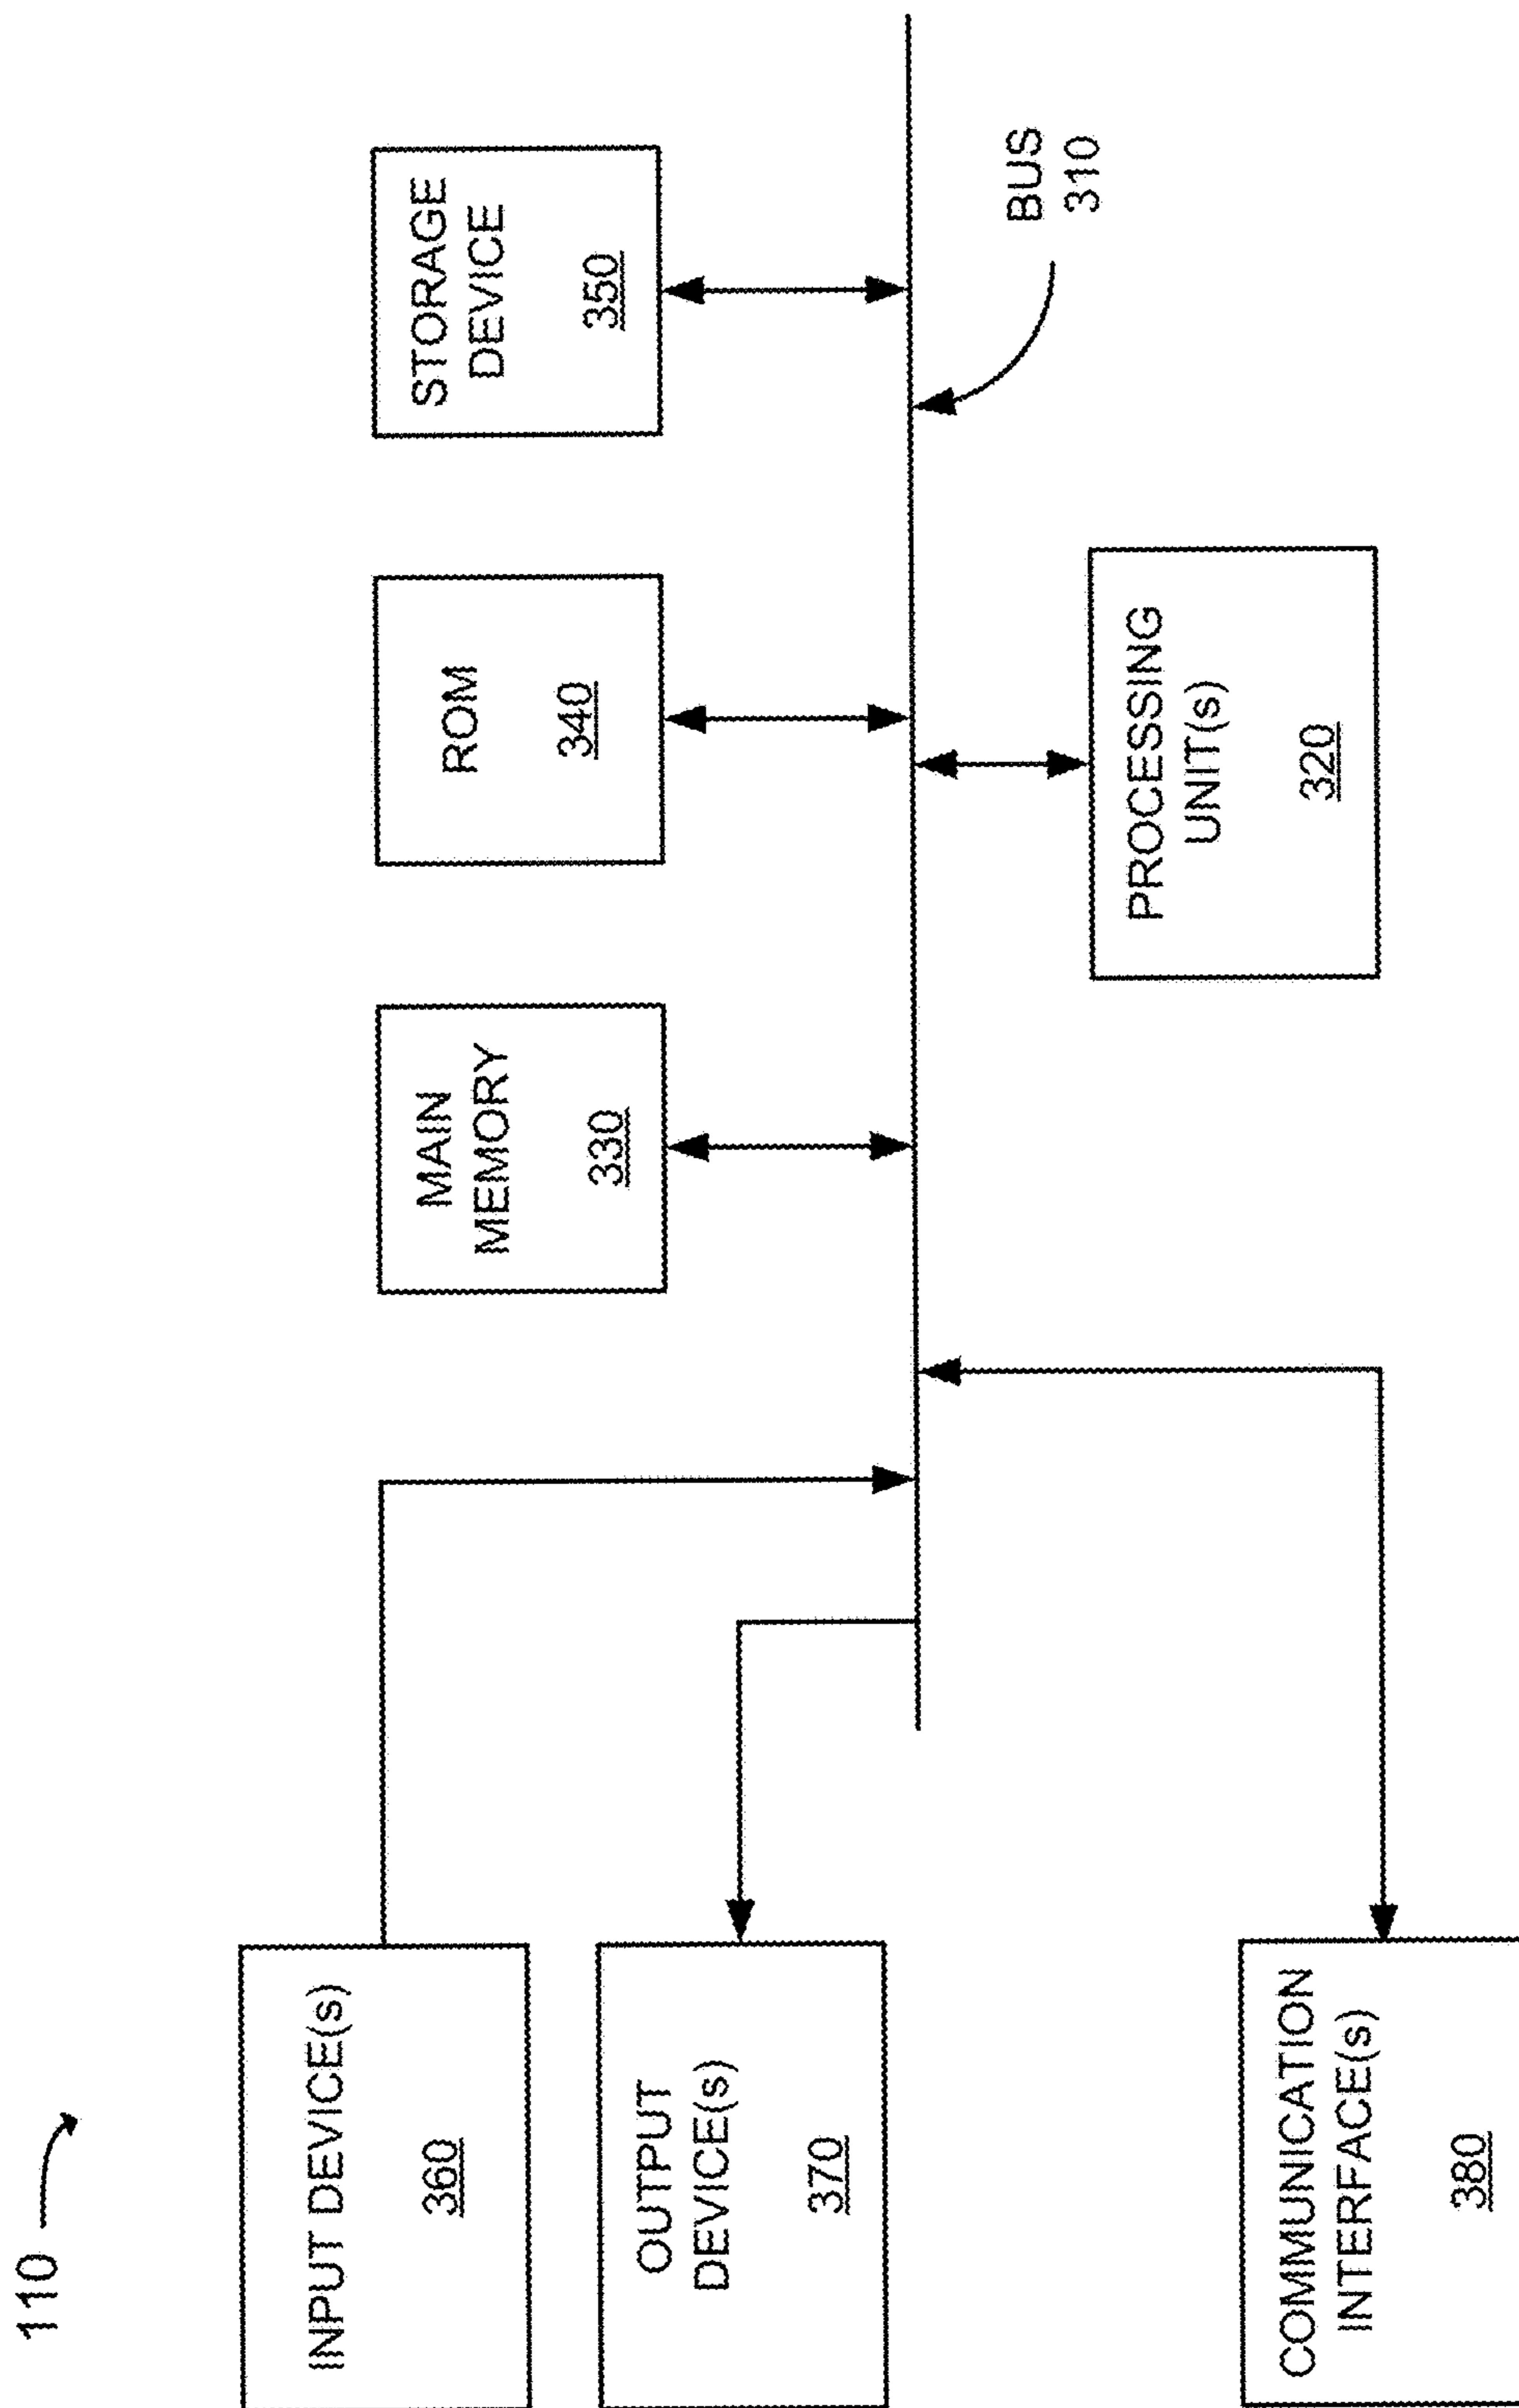 110
INPUT DEVICE(s)
360
OUTPUT
DEVICE(s)
370
COMMUNICATION
INTERFACE(s)
380
MAIN
MEMORY
330
ROM
340
STORAGE
DEVICE
350
PROCESSING
UNIT(s)
320
BUS
310